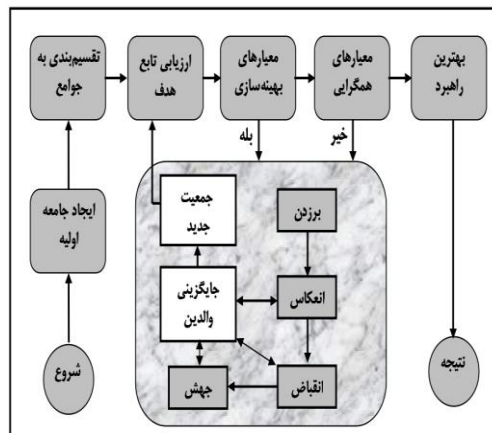 تقسیم‌بندی به
جوامع
ارزیابی تابع
هدف
معیارهای
بهینه‌سازی
معیارهای
همگرایی
بهترین
راهبرد
بله
خیر
ایجاد جامعه
اولیه
جمعیت
جدید
برزدن
جایگزینی
والدین
انعکاس
شروع
جهش
انقباض
نتیجه